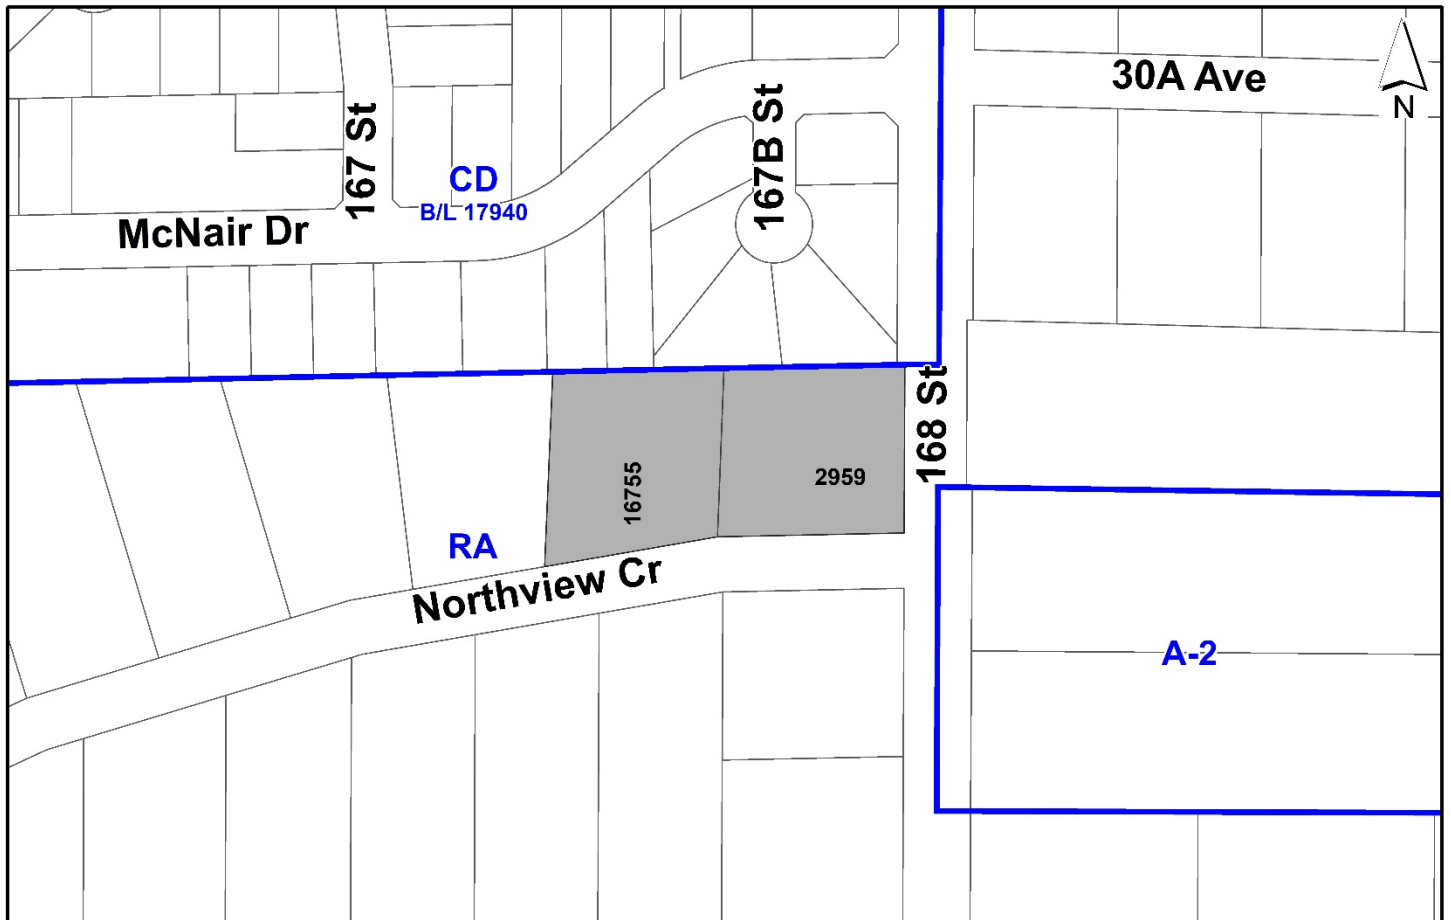 30A Ave
N
167 St
167B St
CD
B/L 17940
McNair Dr
168 St
16755
2959
RA
Northview Cr
A-2